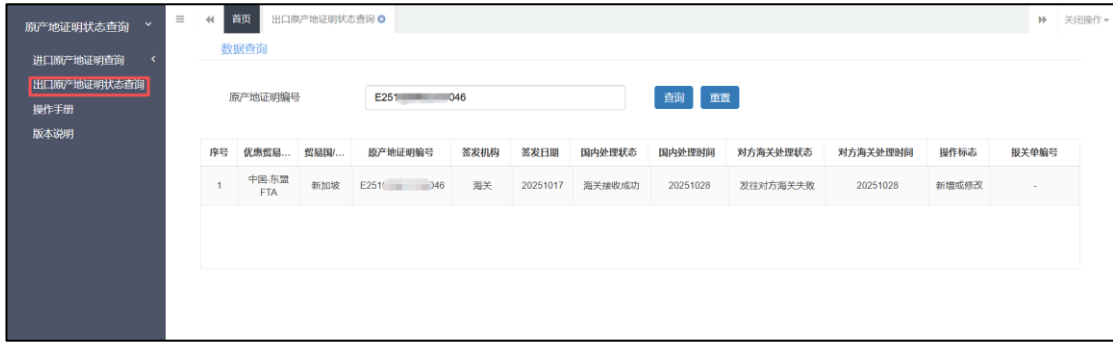 原产地证明状态查询
进口原产地证明查询
出口原产地证明状态查询
操作手册
版本说明
首页 出口原产地证明状态查询 关闭操作
数据查询
原产地证明编号 E251 046 查询 重置
序号 优惠贸易... 贸易国/... 原产地证明编号 签发机构 签发日期 国内处理状态 国内处理时间 对方海关处理状态 对方海关处理时间 操作标志 报关单编号
1 中国-东盟 FTA 新加坡 E251 046 海关 20251017 海关接收成功 20251028 发往对方海关失败 20251028 新增或修改 -